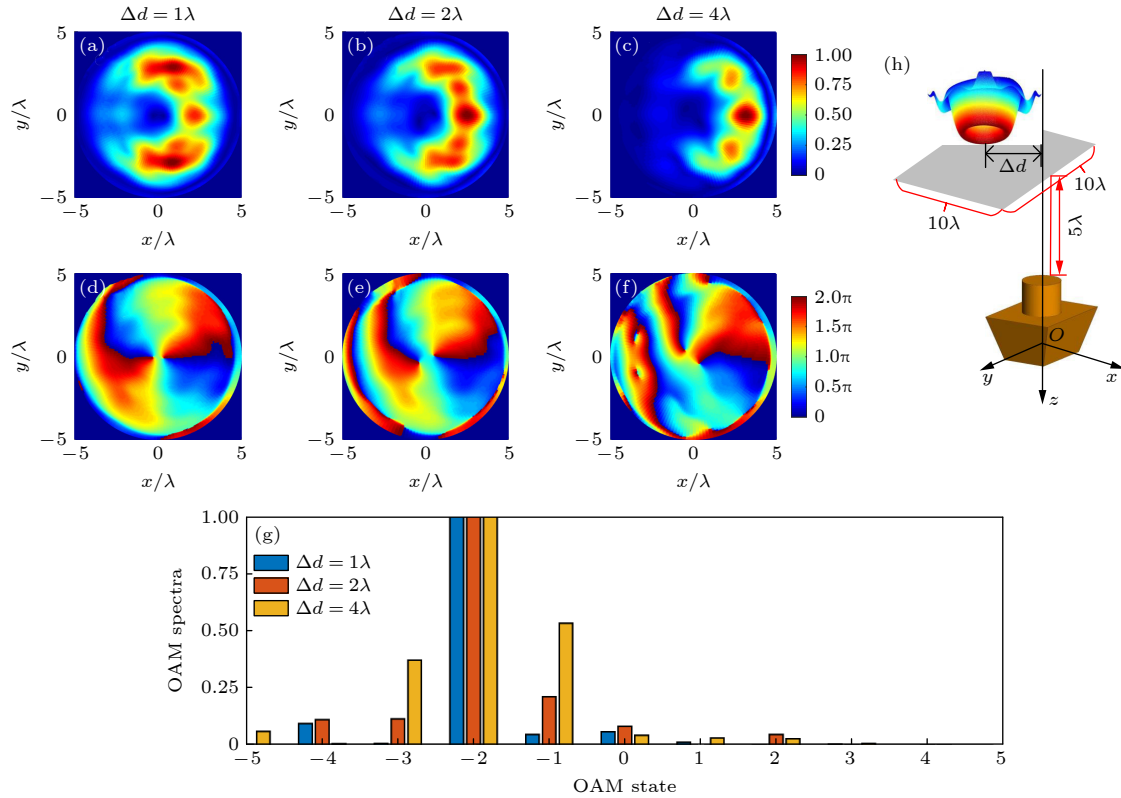 Δd = 1λ
Δd = 2λ
Δd = 4λ
(a)
(b)
(c)
5
0
−5
y/λ
−5 0 5
x/λ
5
0
−5
y/λ
−5 0 5
x/λ
5
0
−5
y/λ
−5 0 5
x/λ
1.00
0.75
0.50
0.25
0
(h)
Δd
10λ
10λ
5λ
O
y
x
z
(d)
(e)
(f)
5
0
−5
y/λ
−5 0 5
x/λ
5
0
−5
y/λ
−5 0 5
x/λ
5
0
−5
y/λ
−5 0 5
x/λ
2.0π
1.5π
1.0π
0.5π
0
(g)
Δd = 1λ
Δd = 2λ
Δd = 4λ
1.00
0.75
0.50
0.25
0
OAM spectra
−5 −4 −3 −2 −1 0 1 2 3 4 5
OAM state